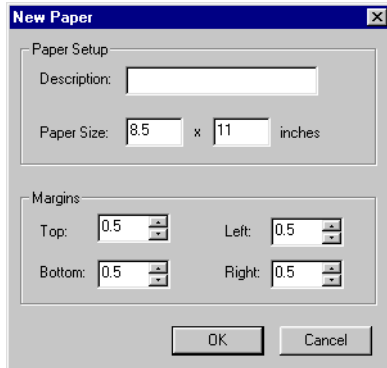 New Paper
Paper Setup
Description:
Paper Size: 8.5 x 11 inches
Margins
Top: 0.5 Left: 0.5
Bottom: 0.5 Right: 0.5
OK Cancel